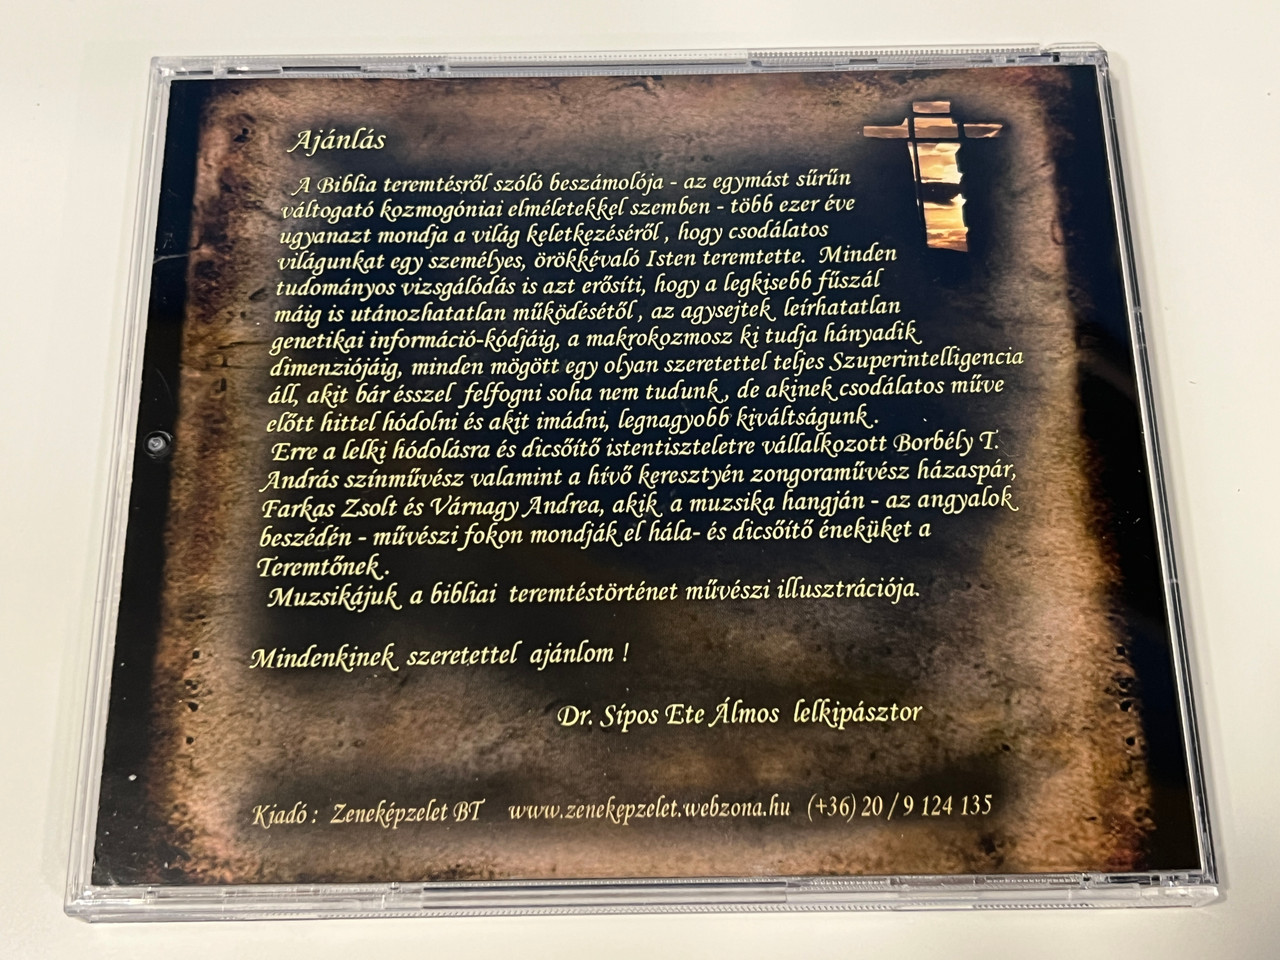 Ajánlás
A Biblia teremtésről szóló beszámolója - az egymást sűrűn
váltogató kozmogóniai elméletekkel szemben - több ezer éve
ugyanazt mondja a világ keletkezéséről , hogy csodálatos
világunkat egy személyes, örökkévaló Isten teremtette. Minden
tudományos vizsgálódás is azt erősíti, hogy a legkisebb fűszál
máig is utánozhatatlan működésétől , az agysejtek leírhatatlan
genetikai információ-kódjáig, a makrokozmosz ki tudja hányadik
dimenziójáig, minden mögött egy olyan szeretettel teljes Szuperintelligencia
áll, akit bár ésszel felfogni soha nem tudunk , de akinek csodálatos műve
előtt hittel hódolni és akit imádni, legnagyobb kiváltságunk .
Erre a lelki hódolásra és dicsőítő istentiszteletre vállalkozott Borbély T.
András színművész valamint a hívő keresztyén zongoraművész házaspár,
Farkas Zsolt és Várnagy Andrea, akik a muzsika hangján - az angyalok
beszédén - művészi fokon mondják el hála- és dicsőítő éneküket a
Teremtőnek .
Muzsikájuk a bibliai teremtéstörténet művészi illusztrációja.
Mindenkinek szeretettel ajánlom !
Dr. Sípos Ete Álmos lelkipásztor
Kiadó : Zeneképzelet BT www.zenekepzelet.webzona.hu (+36) 20 / 9 124 135